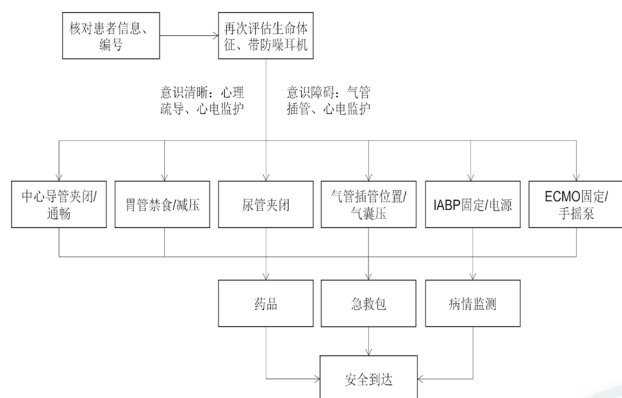 核对患者信息、
编号
再次评估生命体
征、带防噪耳机
意识清晰：心理
疏导、心电监护
意识障碍：气管
插管、心电监护
中心导管夹闭/
通畅
胃管禁食/减压
尿管夹闭
气管插管位置/
气囊压
IABP固定/电源
ECMO固定/
手摇泵
药品
急救包
病情监测
安全到达